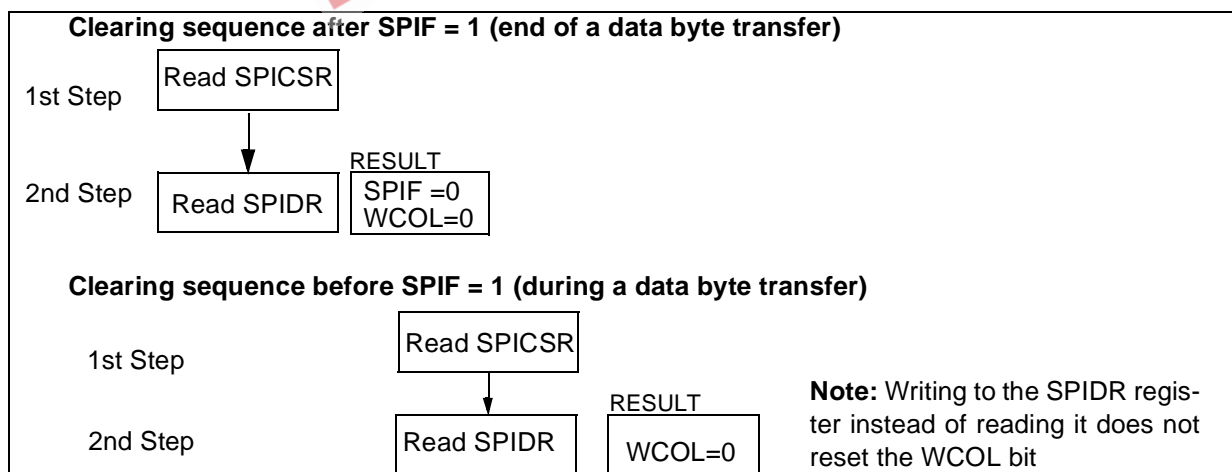 Clearing sequence after SPIF = 1 (end of a data byte transfer)
1st Step
Read SPICSR
2nd Step
Read SPIDR
RESULT
SPIF =0
WCOL=0
Clearing sequence before SPIF = 1 (during a data byte transfer)
1st Step
Read SPICSR
2nd Step
Read SPIDR
RESULT
WCOL=0
Note: Writing to the SPIDR regis-
ter instead of reading it does not
reset the WCOL bit